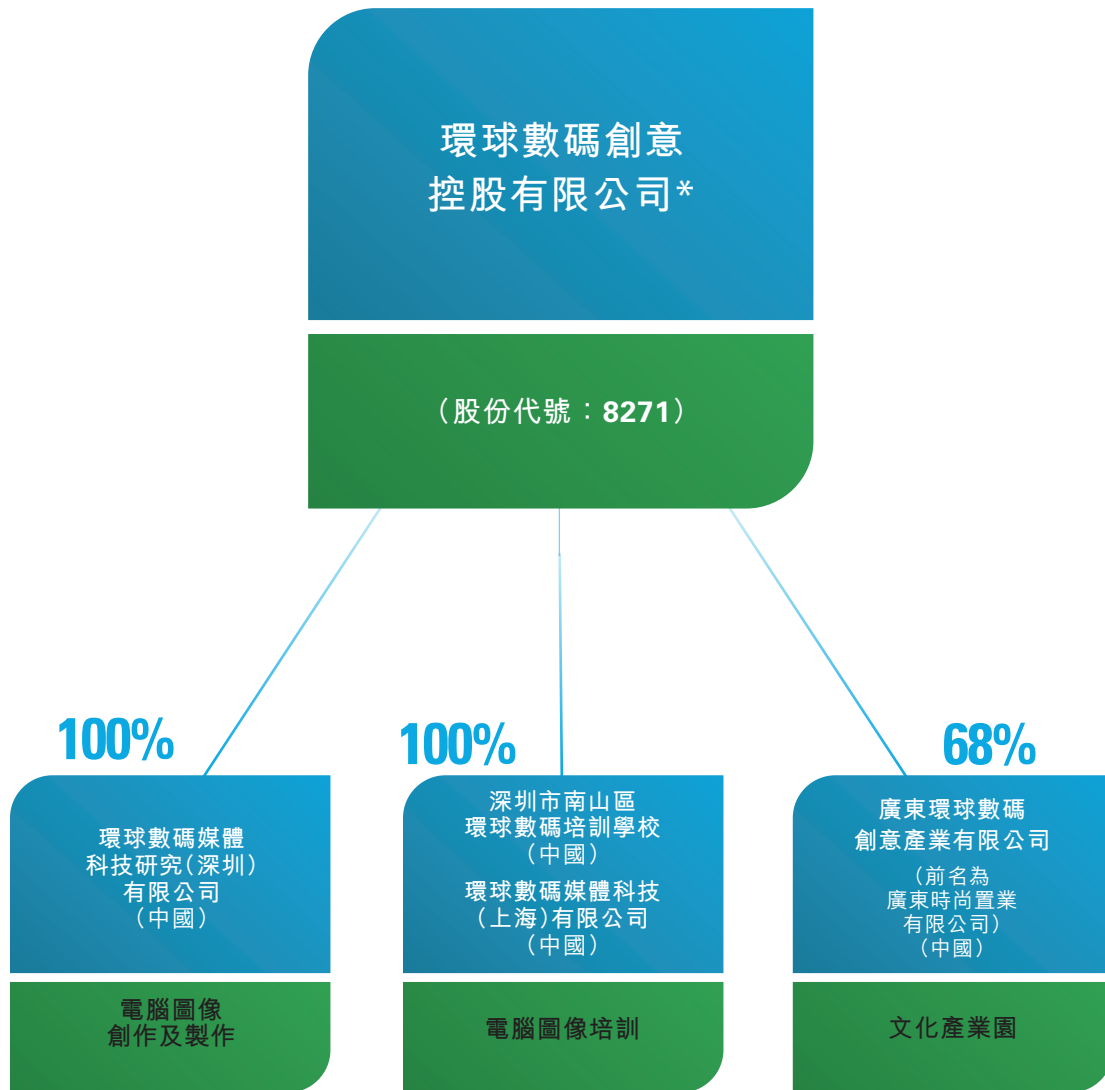 環球數碼創意
控股有限公司*
（股份代號：8271）
100%
環球數碼媒體
科技研究（深圳）
有限公司
（中國）
電腦圖像
創作及製作
100%
深圳市南山區
環球數碼培訓學校
（中國）
環球數碼媒體科技
（上海）有限公司
（中國）
電腦圖像培訓
68%
廣東環球數碼
創意產業有限公司
（前名為
廣東時尚置業
有限公司）
（中國）
文化產業園